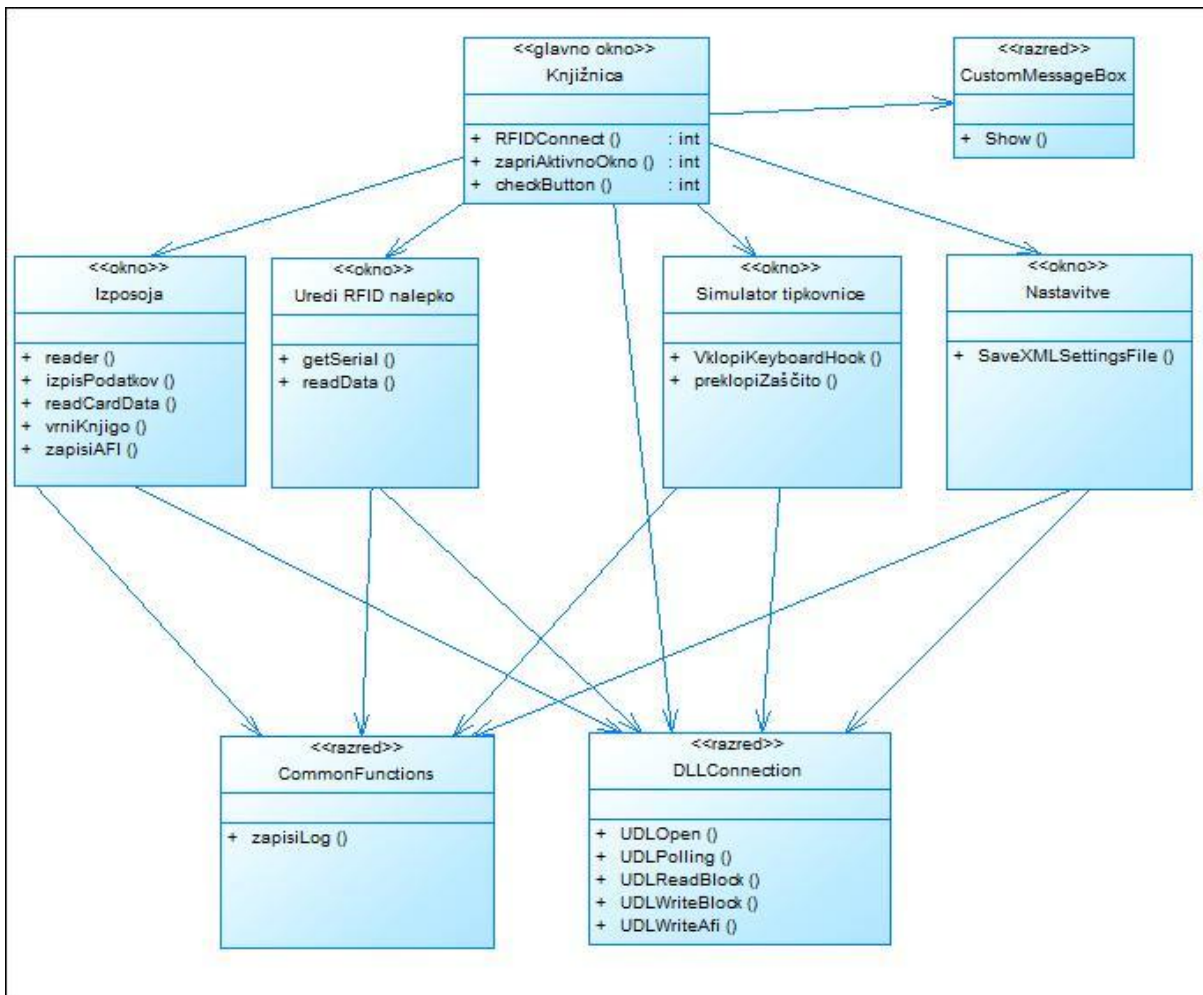 <<glavno okno>>
Knjižnica
+ RFIDConnect () : int
+ zapriAktivnoOkno () : int
+ checkButton () : int
<<razred>>
CustomMessageBox
+ Show ()
<<okno>>
Izposoja
+ reader ()
+ izpisPodatkov ()
+ readCardData ()
+ vrniKnjigo ()
+ zapisiAFI ()
<<okno>>
Uredi RFID nalepko
+ getSerial ()
+ readData ()
<<okno>>
Simulator tipkovnice
+ VklopiKeyboardHook ()
+ preklopiZaščito ()
<<okno>>
Nastavitve
+ SaveXMLSettingsFile ()
<<razred>>
CommonFunctions
+ zapisiLog ()
<<razred>>
DLLConnection
+ UDLOpen ()
+ UDLPolling ()
+ UDLReadBlock ()
+ UDLWriteBlock ()
+ UDLWriteAfi ()